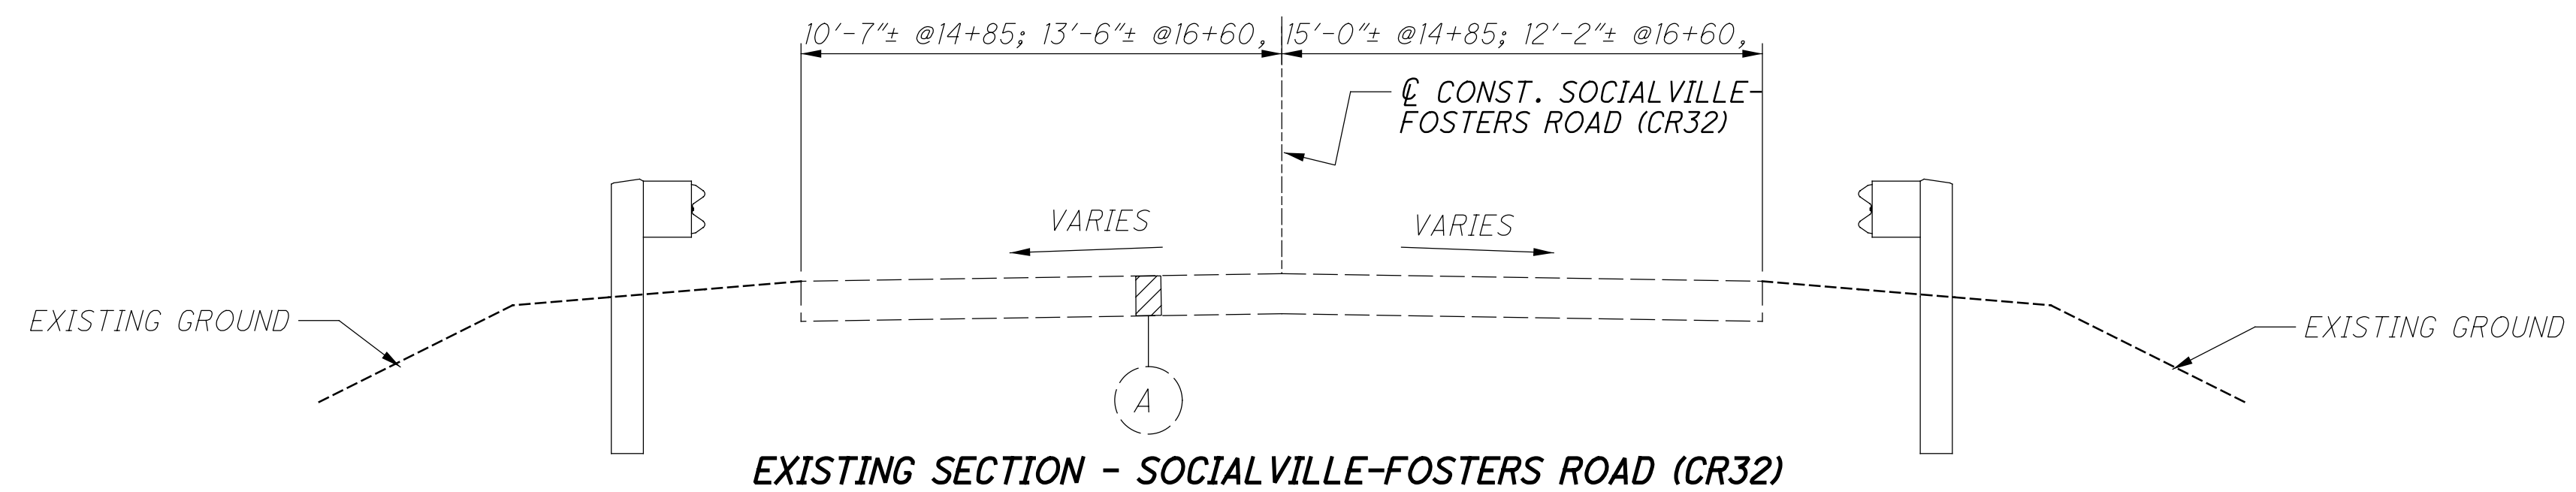 10'-7"± @14+85; 13'-6"± @16+60, 15'-0"± @14+85; 12'-2"± @16+60,
℄ CONST. SOCIALVILLE-
FOSTERS ROAD (CR32)
VARIES
VARIES
EXISTING GROUND
EXISTING GROUND
A
EXISTING SECTION - SOCIALVILLE-FOSTERS ROAD (CR32)